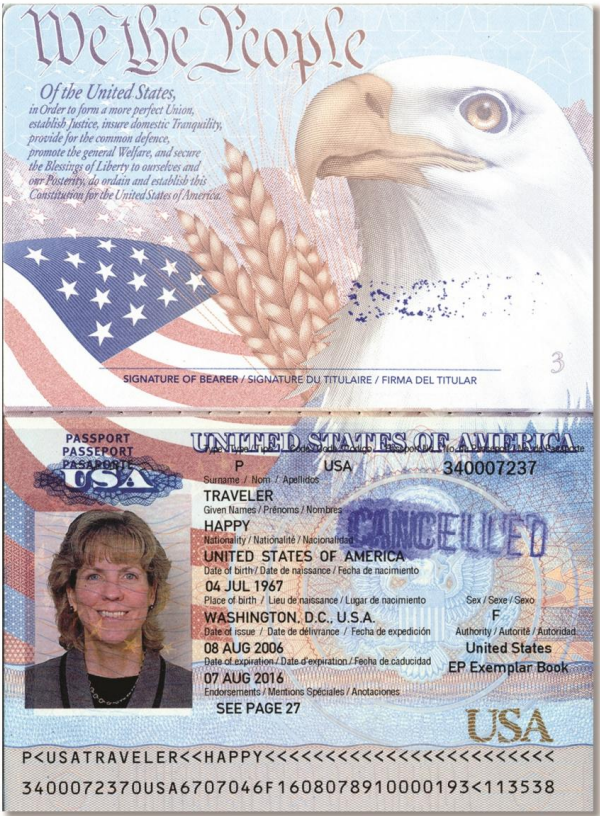 We the People
Of the United States,
in Order to form a more perfect Union,
establish Justice, insure domestic Tranquility,
provide for the common defence,
promote the general Welfare, and secure
the Blessings of Liberty to ourselves and
our Posterity, do ordain and establish this
Constitution for the United States of America.
3
SIGNATURE OF BEARER / SIGNATURE DU TITULAIRE / FIRMA DEL TITULAR
PASSPORT
PASSEPORT
PASAPORTE
USA
UNITED STATES OF AMERICA
P USA 340007237
Surname / Nom / Apellidos
TRAVELER
Given Names / Prénoms / Nombres
HAPPY
CANCELLED
Nationality / Nationalité / Nacionalidad
UNITED STATES OF AMERICA
Date of birth / Date de naissance / Fecha de nacimiento
04 JUL 1967
Place of birth / Lieu de naissance / Lugar de nacimiento Sex / Sexe / Sexo
WASHINGTON, D.C., U.S.A. F
Date of issue / Date de délivrance / Fecha de expedición Authority / Autorité / Autoridad
08 AUG 2006 United States
Date of expiration / Date d'expiration / Fecha de caducidad EP Exemplar Book
07 AUG 2016
Endorsements / Mentions Spéciales / Anotaciones
SEE PAGE 27
USA
P<USATRAVELER<<HAPPY<<<<<<<<<<<<<<<<<<<<<<<<
3400072370USA6707046F1608078910000193<113538